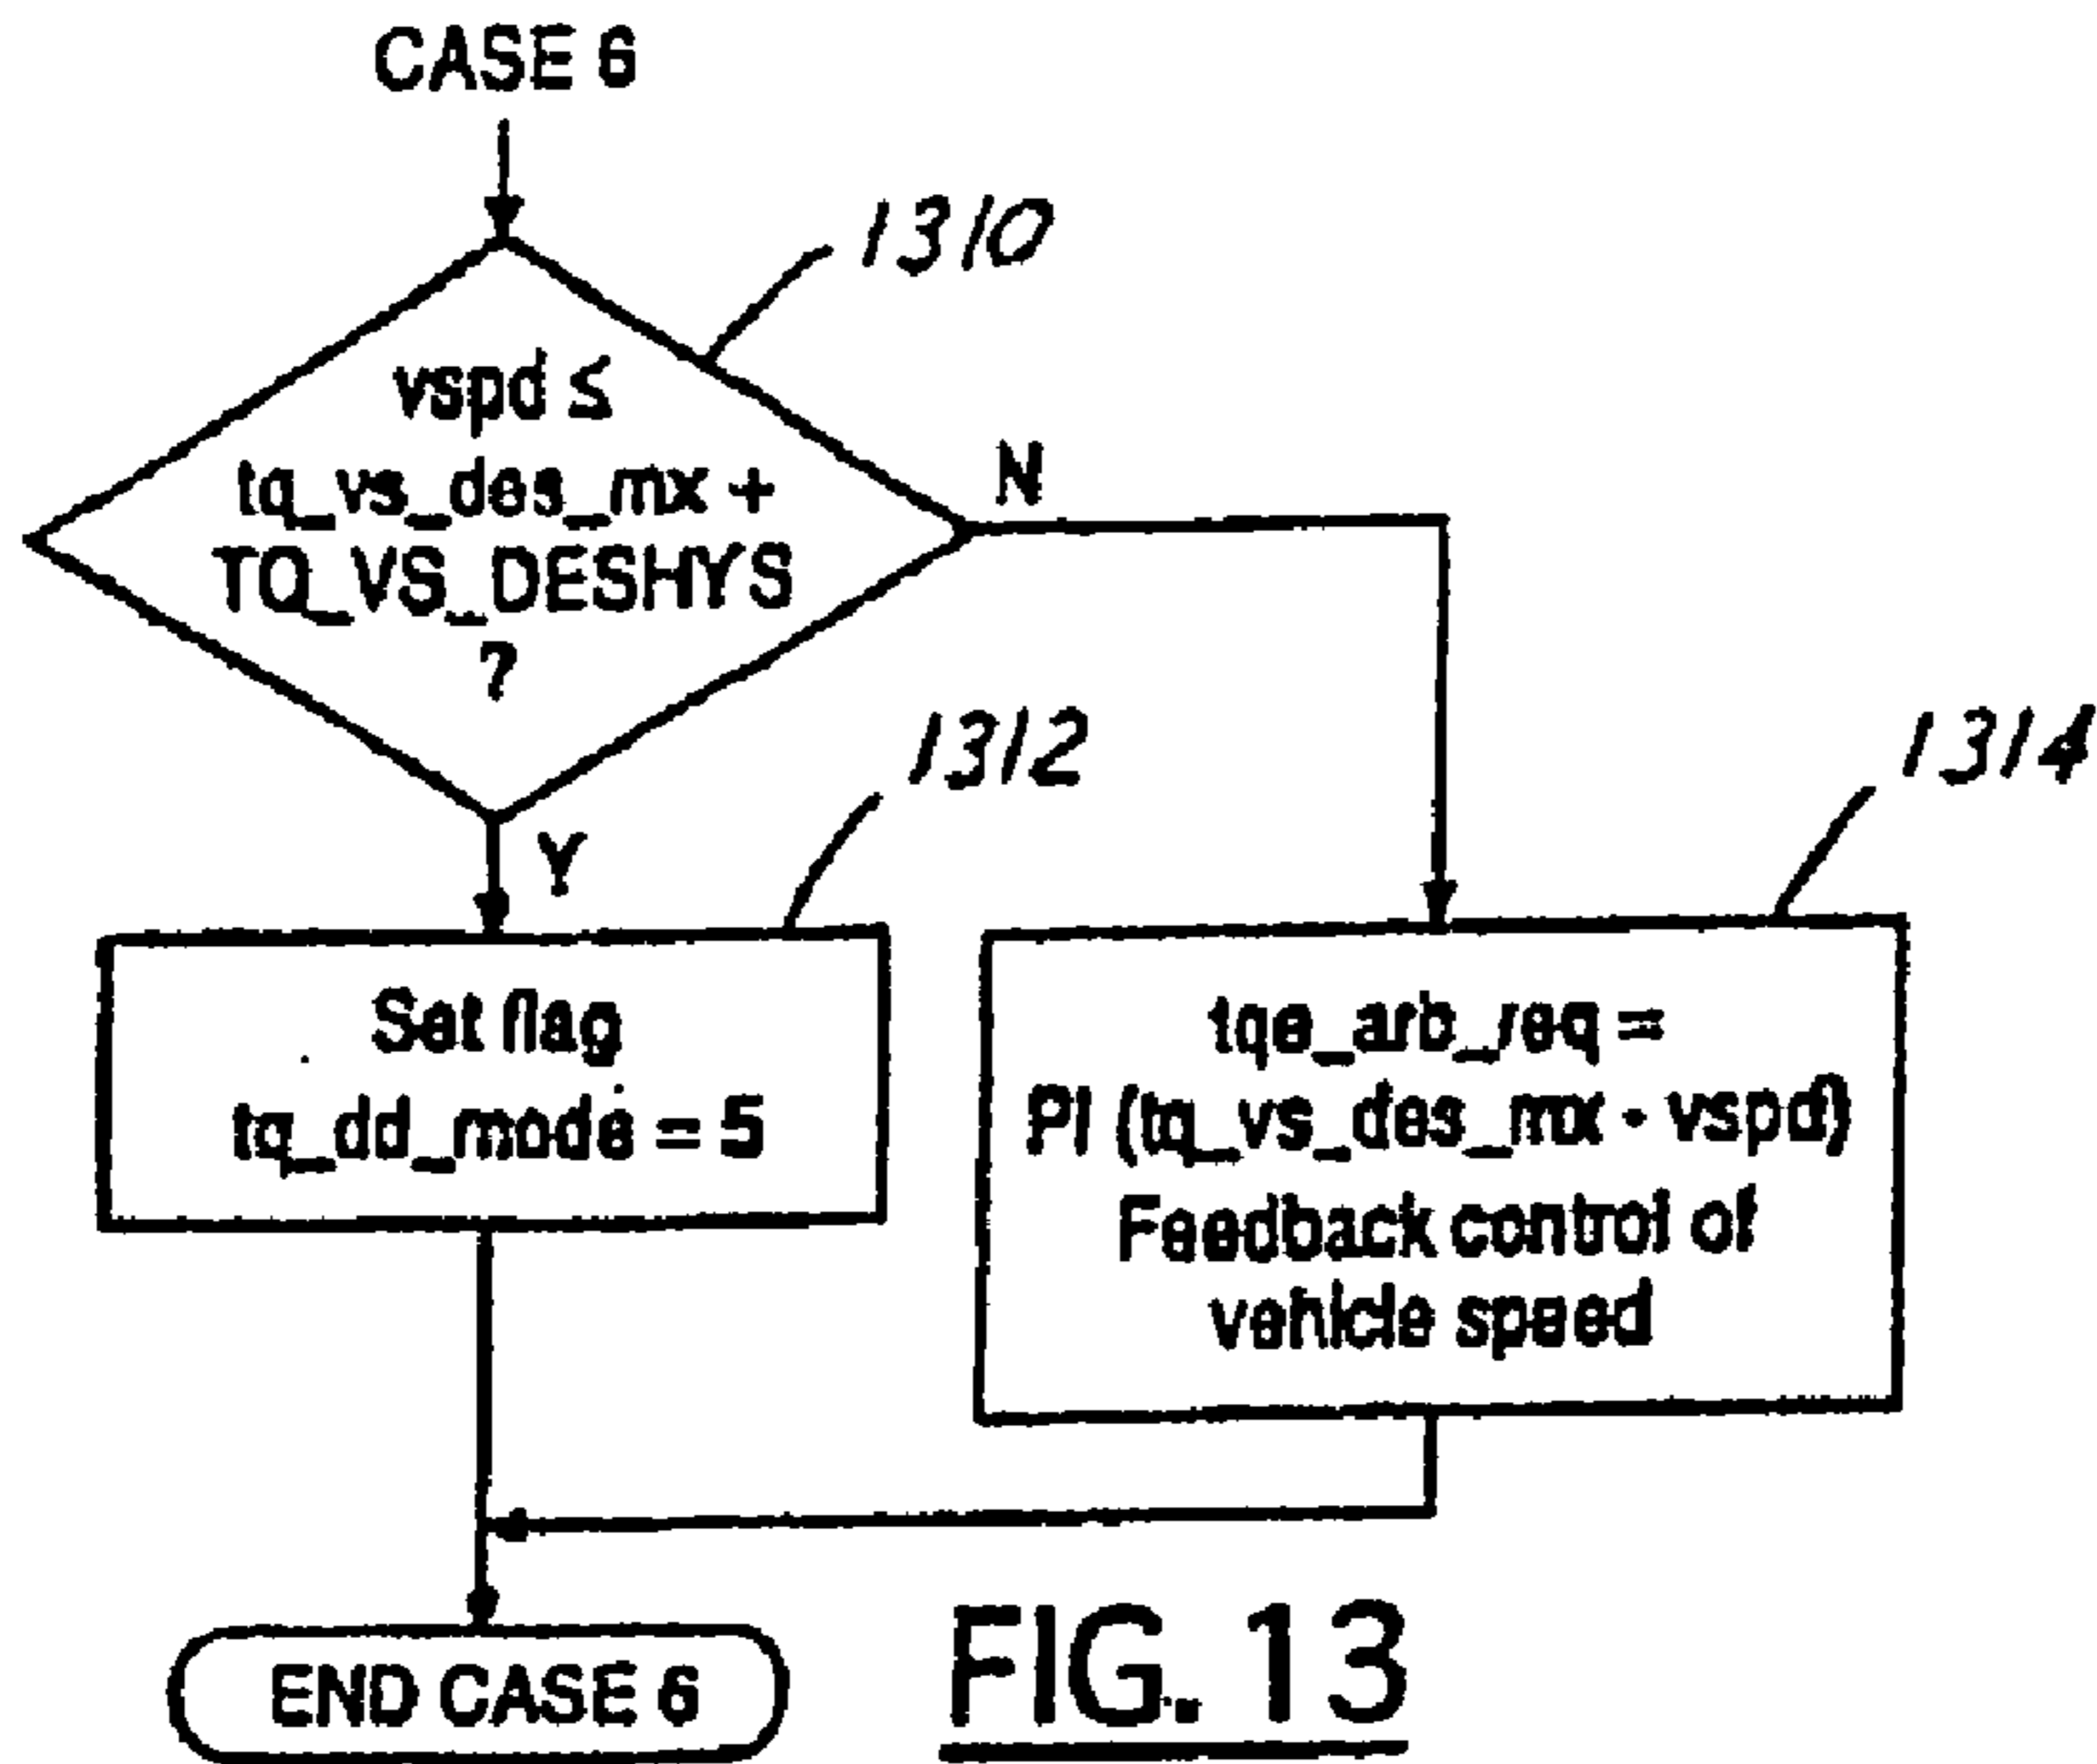 CASE 6
1310
vspd ≤
tq_vs_des_mx +
TQ_VS_DESHYS
?
N
Y
1312
1314
Set flag
tq_dd_mode = 5
tqe_arb_req =
PI (tq_vs_des_mx - vspd)
Feedback control of
vehicle speed
END CASE 6
FIG. 13